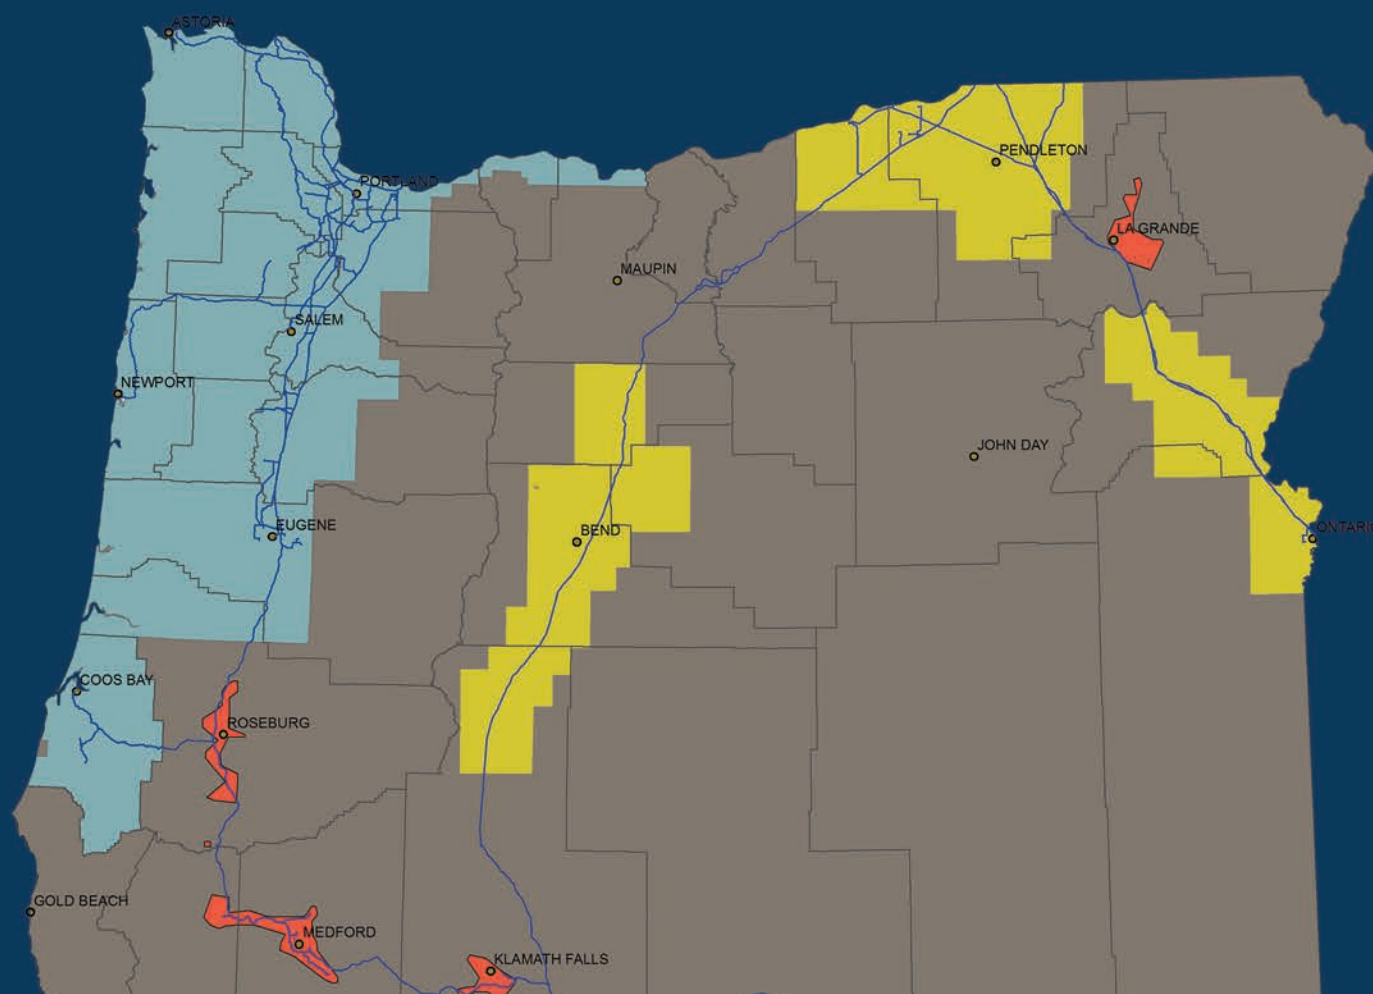 ASTORIA
PENDLETON
PORTLAND
LA GRANDE
MAUPIN
SALEM
NEWPORT
JOHN DAY
EUGENE
BEND
ONTARI
COOS BAY
ROSEBURG
GOLD BEACH
MEDFORD
KLAMATH FALLS